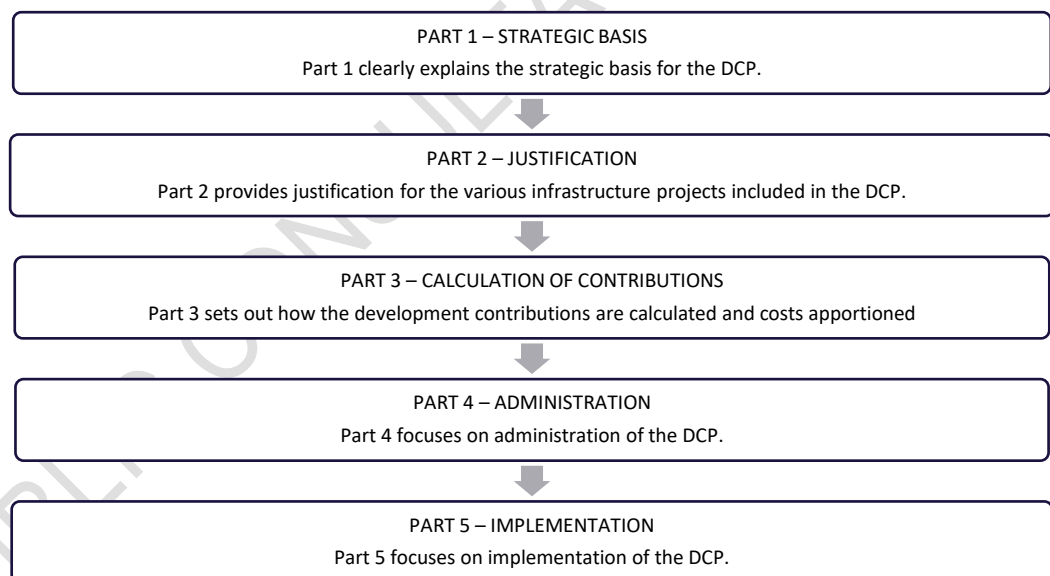 PART 1 – STRATEGIC BASIS
Part 1 clearly explains the strategic basis for the DCP.
PART 2 – JUSTIFICATION
Part 2 provides justification for the various infrastructure projects included in the DCP.
PART 3 – CALCULATION OF CONTRIBUTIONS
Part 3 sets out how the development contributions are calculated and costs apportioned
PART 4 – ADMINISTRATION
Part 4 focuses on administration of the DCP.
PART 5 – IMPLEMENTATION
Part 5 focuses on implementation of the DCP.